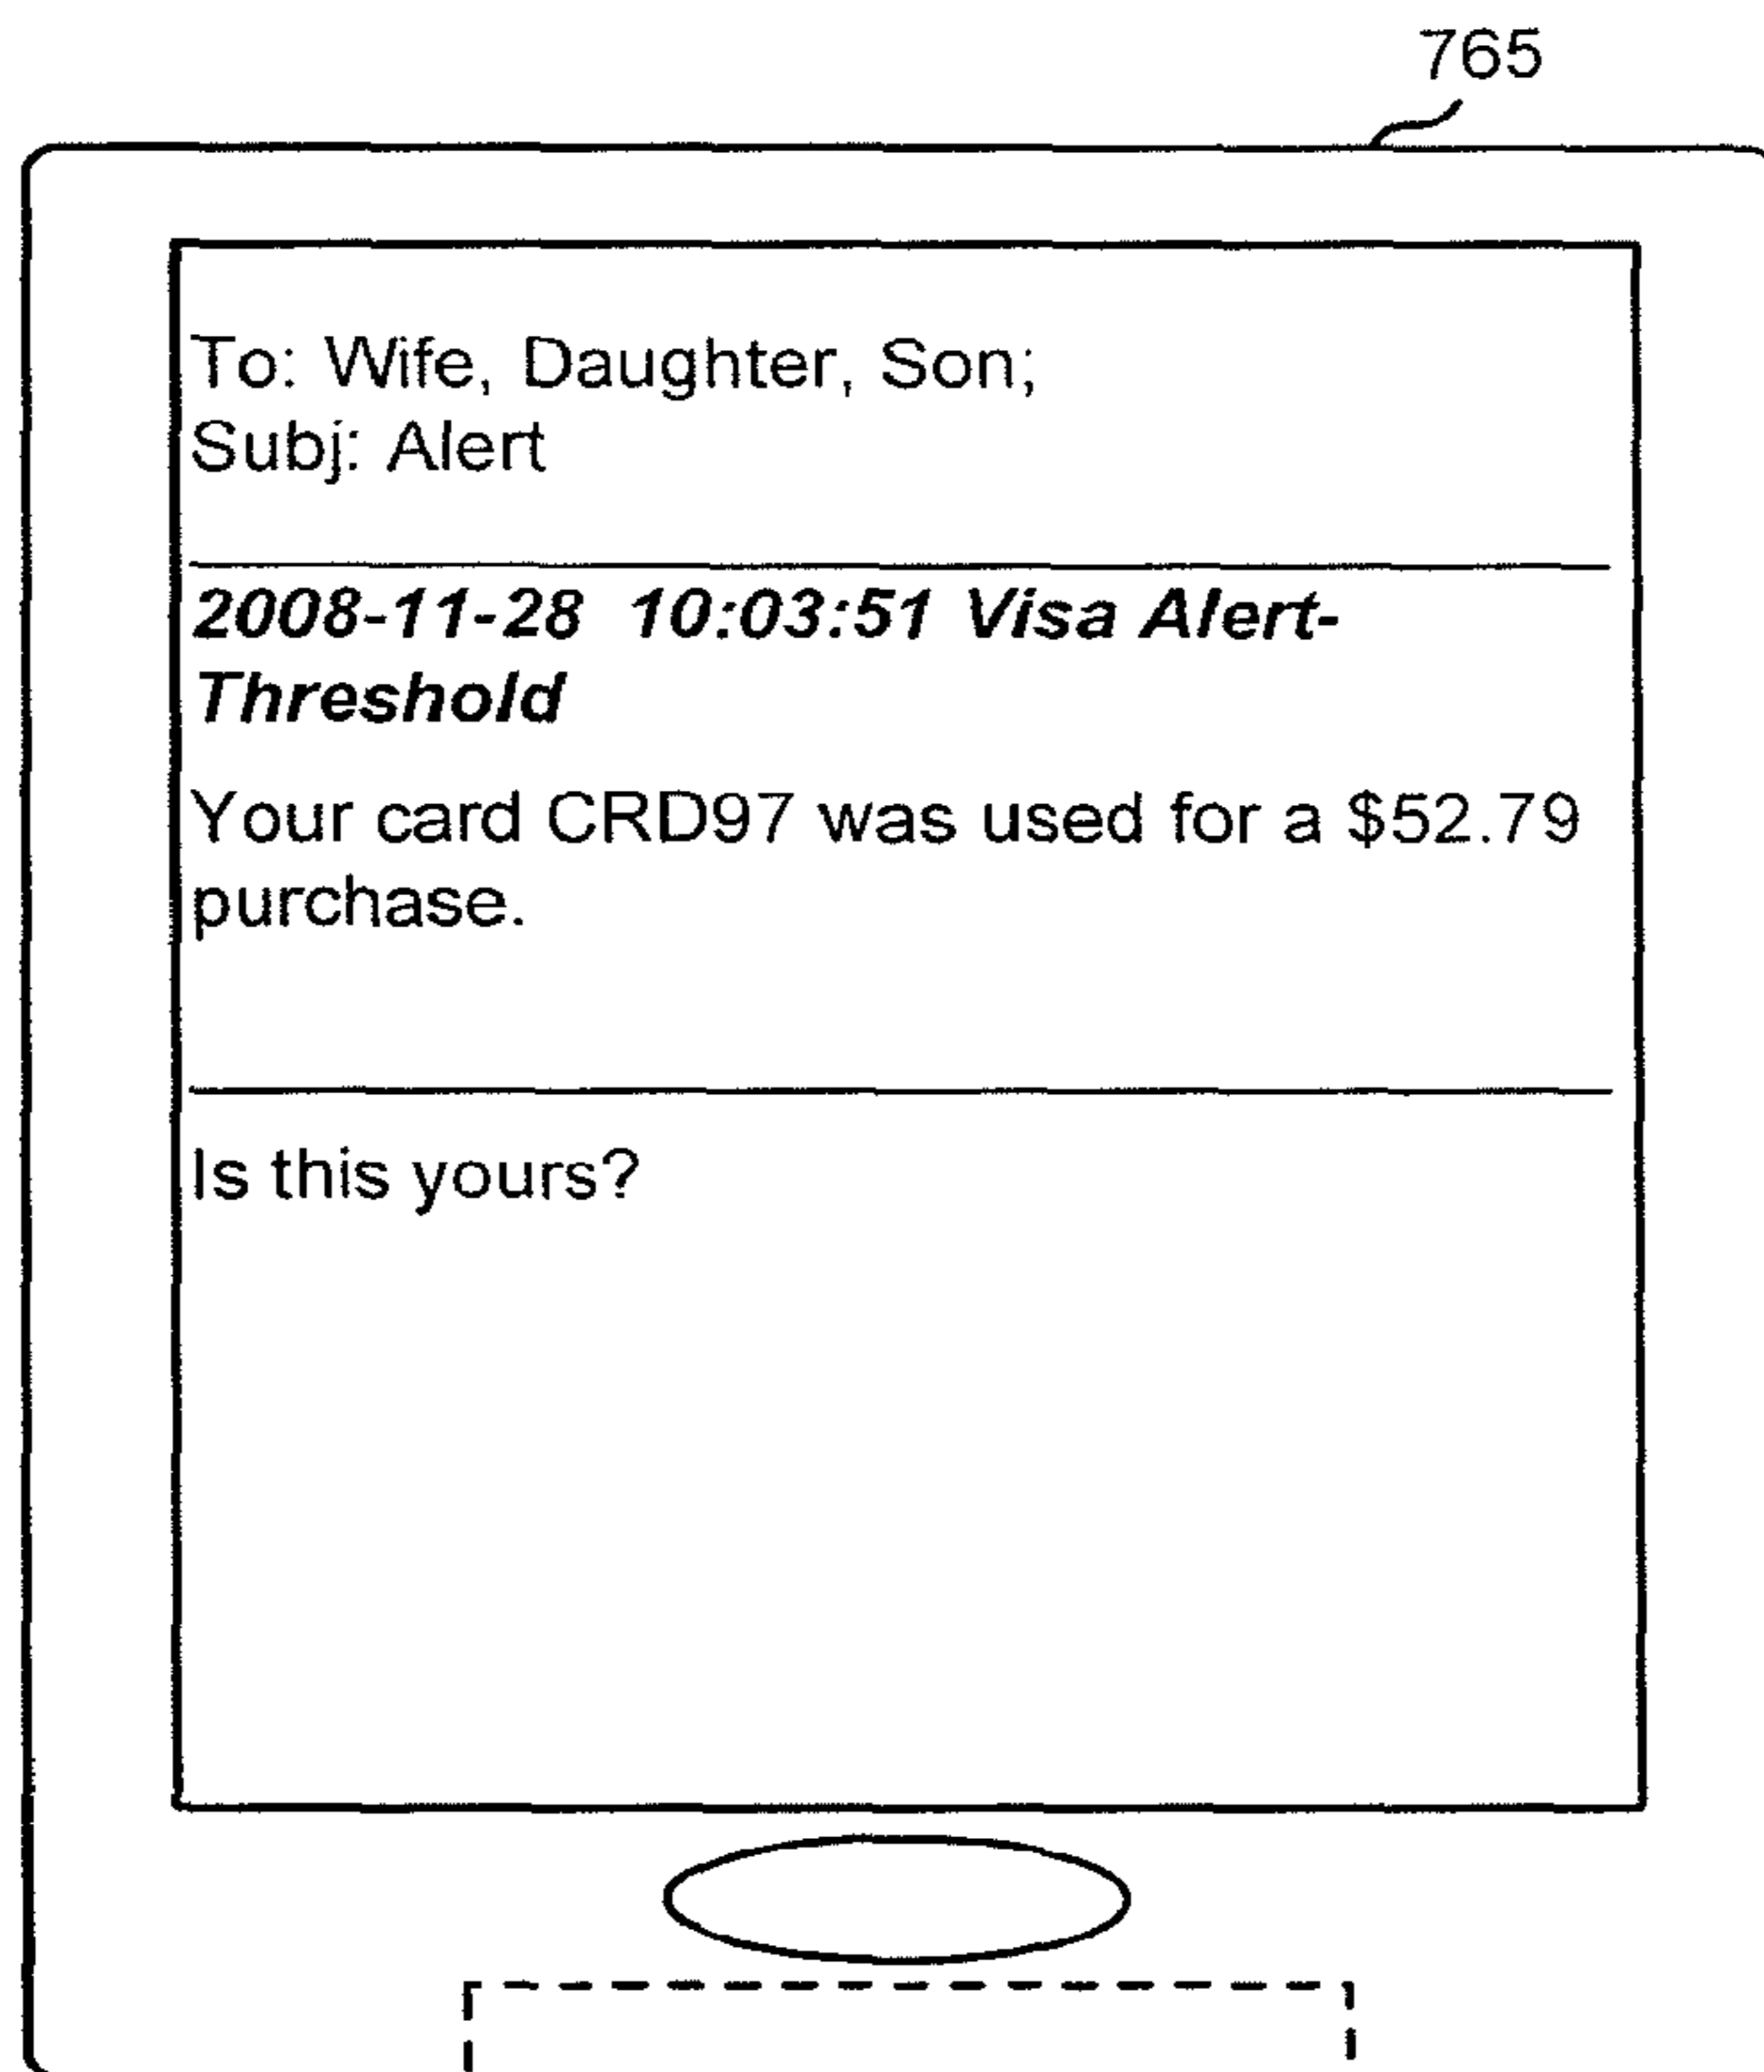 765
To: Wife, Daughter, Son;
Subj: Alert
2008-11-28 10:03:51 Visa Alert-
Threshold
Your card CRD97 was used for a $52.79
purchase.
Is this yours?